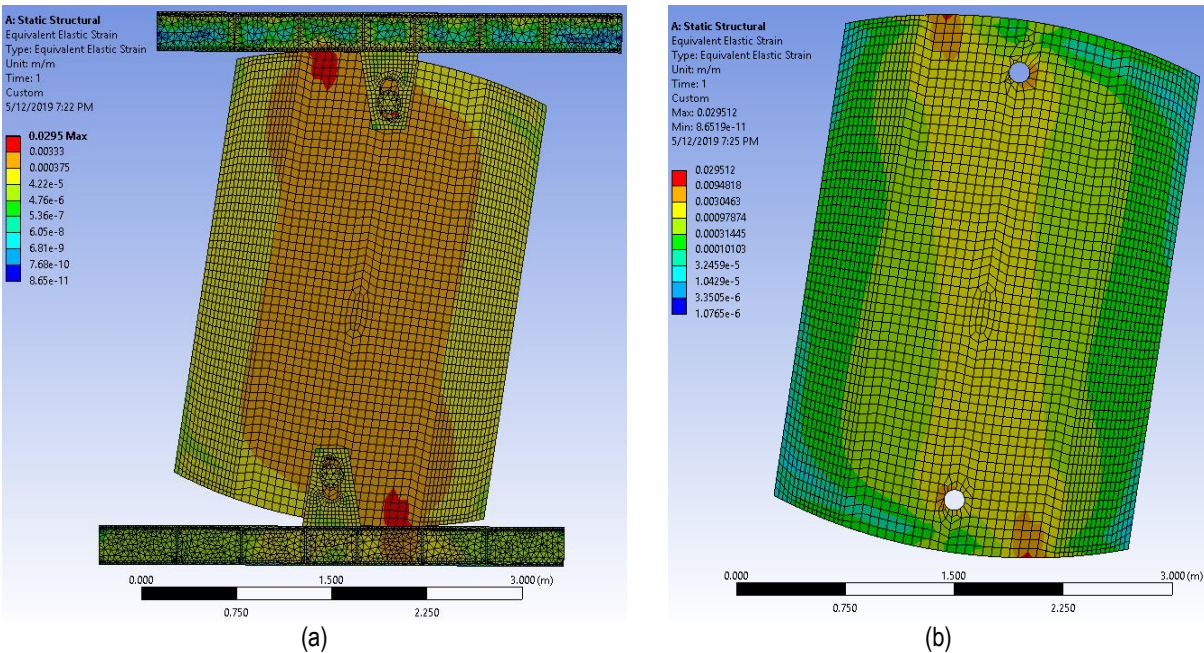 A: Static Structural
Equivalent Elastic Strain
Type: Equivalent Elastic Strain
Unit: m/m
Time: 1
Custom
5/12/2019 7:22 PM
0.0295 Max
0.00333
0.000375
4.22e-5
4.76e-6
5.36e-7
6.05e-8
6.81e-9
7.68e-10
8.65e-11
0.000
1.500
3.000 (m)
0.750
2.250
(a)
A: Static Structural
Equivalent Elastic Strain
Type: Equivalent Elastic Strain
Unit: m/m
Time: 1
Custom
Max: 0.029512
Min: 8.6519e-11
5/12/2019 7:25 PM
0.029512
0.0094818
0.0030463
0.00097874
0.00031445
0.00010103
3.2459e-5
1.0429e-5
3.3505e-6
1.0765e-6
0.000
1.500
3.000 (m)
0.750
2.250
(b)